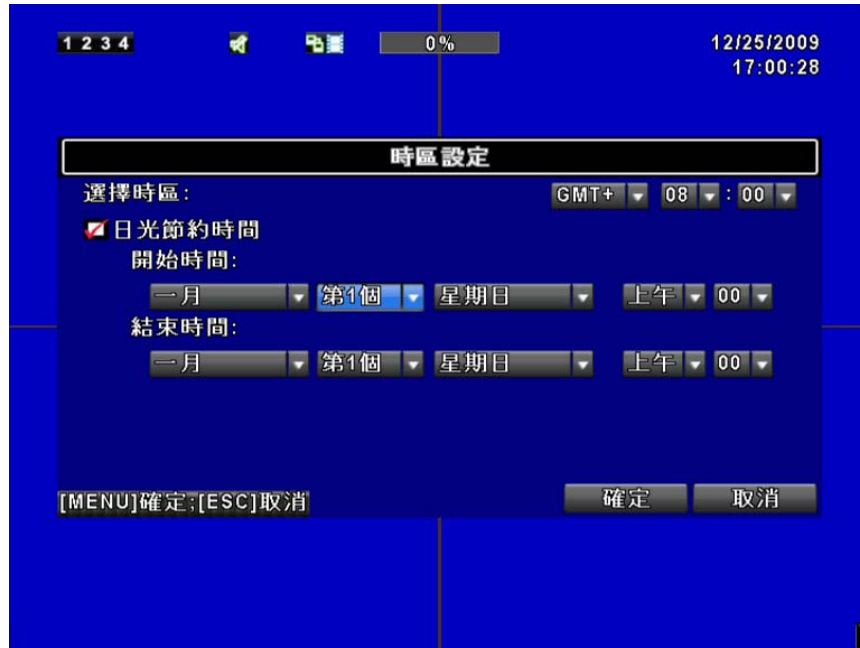 1 2 3 4 0% 12/25/2009
17:00:28
時區設定
選擇時區: GMT+ 08 : 00
日光節約時間
開始時間:
一月 第1個 星期日 上午 00
結束時間:
一月 第1個 星期日 上午 00
[MENU]確定;[ESC]取消 確定 取消